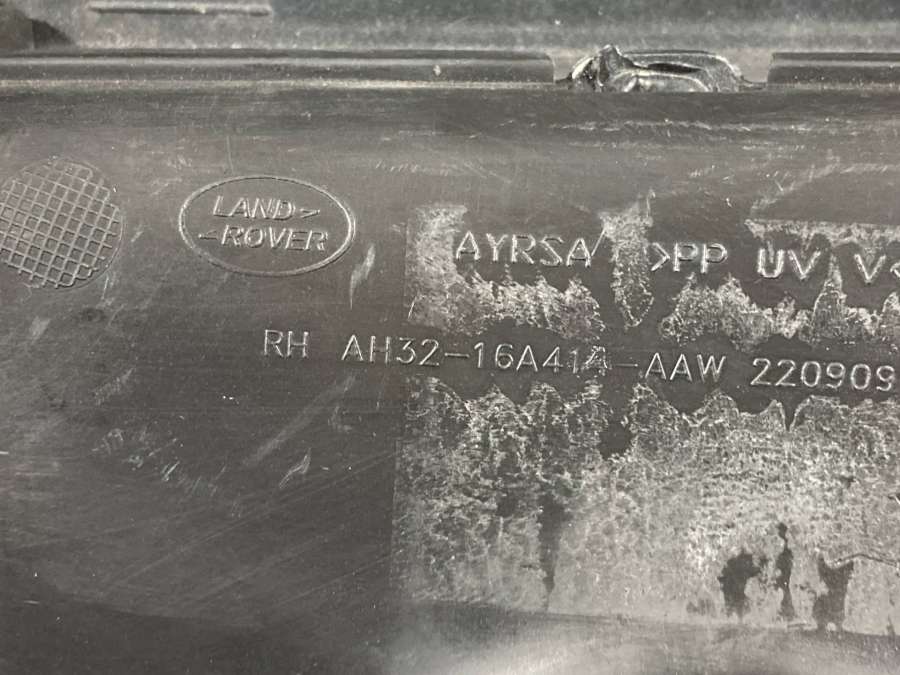 LAND
ROVER
AYRSA >PP UV V<
RH AH32-16A414-AAW 220909